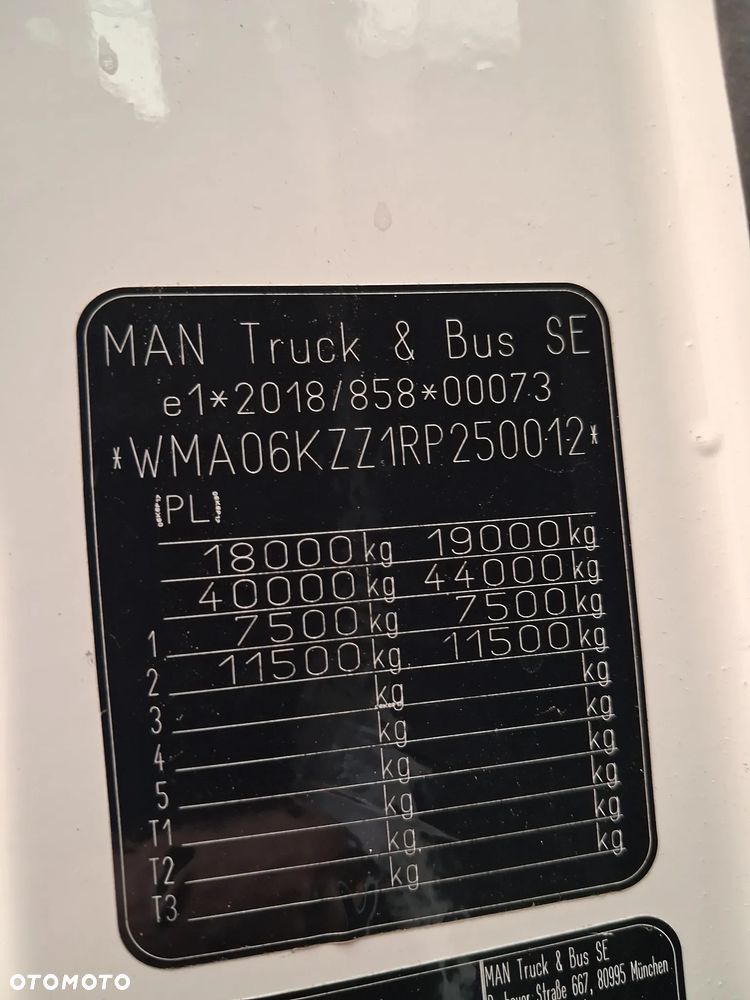 MAN Truck & Bus SE
e1*2018/858*00073
*WMA06KZZ1RP250012*
PL
18000 kg 19000 kg
40000 kg 44000 kg
1 7500 kg 7500 kg
2 11500 kg 11500 kg
3 kg kg
4 kg kg
5 kg kg
T1 kg kg
T2 kg kg
T3 kg kg
MAN Truck & Bus SE
Straße 667, 80995 München
OTOMOTO